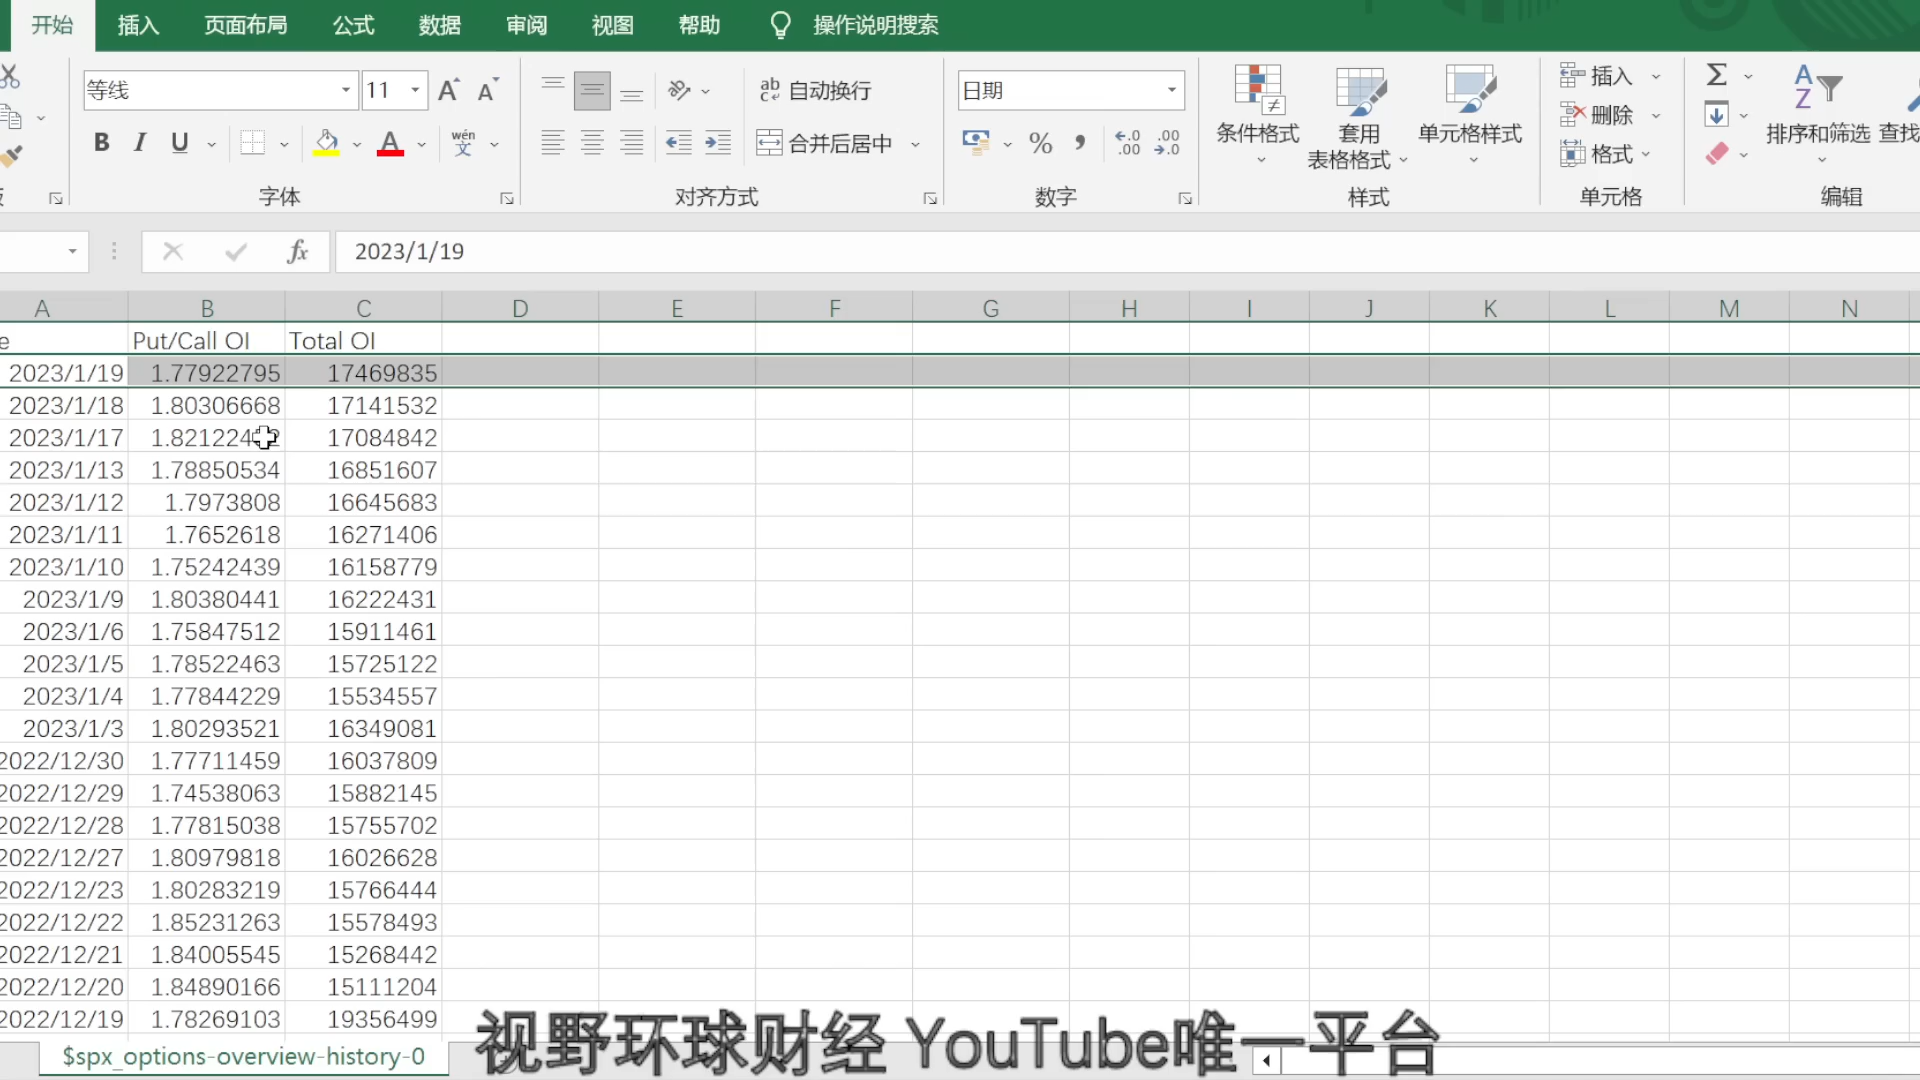 开始 插入 页面布局 公式 数据 审阅 视图 帮助 操作说明搜索
等线 11 A A 自动换行 日期 条件格式 套用 表格格式 单元格样式 插入 删除 格式 排序和筛选 查找
B I U A wén 文 合并后居中 % , .00 .00
字体 对齐方式 数字 样式 单元格 编辑
fx 2023/1/19
A B C D E F G H I J K L M N
e Put/Call OI Total OI
2023/1/19 1.77922795 17469835
2023/1/18 1.80306668 17141532
2023/1/17 1.821224 2 17084842
2023/1/13 1.78850534 16851607
2023/1/12 1.7973808 16645683
2023/1/11 1.7652618 16271406
2023/1/10 1.75242439 16158779
2023/1/9 1.80380441 16222431
2023/1/6 1.75847512 15911461
2023/1/5 1.78522463 15725122
2023/1/4 1.77844229 15534557
2023/1/3 1.80293521 16349081
2022/12/30 1.77711459 16037809
2022/12/29 1.74538063 15882145
2022/12/28 1.77815038 15755702
2022/12/27 1.80979818 16026628
2022/12/23 1.80283219 15766444
2022/12/22 1.85231263 15578493
2022/12/21 1.84005545 15268442
2022/12/20 1.84890166 15111204
2022/12/19 1.78269103 19356499
$spx_options-overview-history-0
视野环球财经 YouTube唯一平台